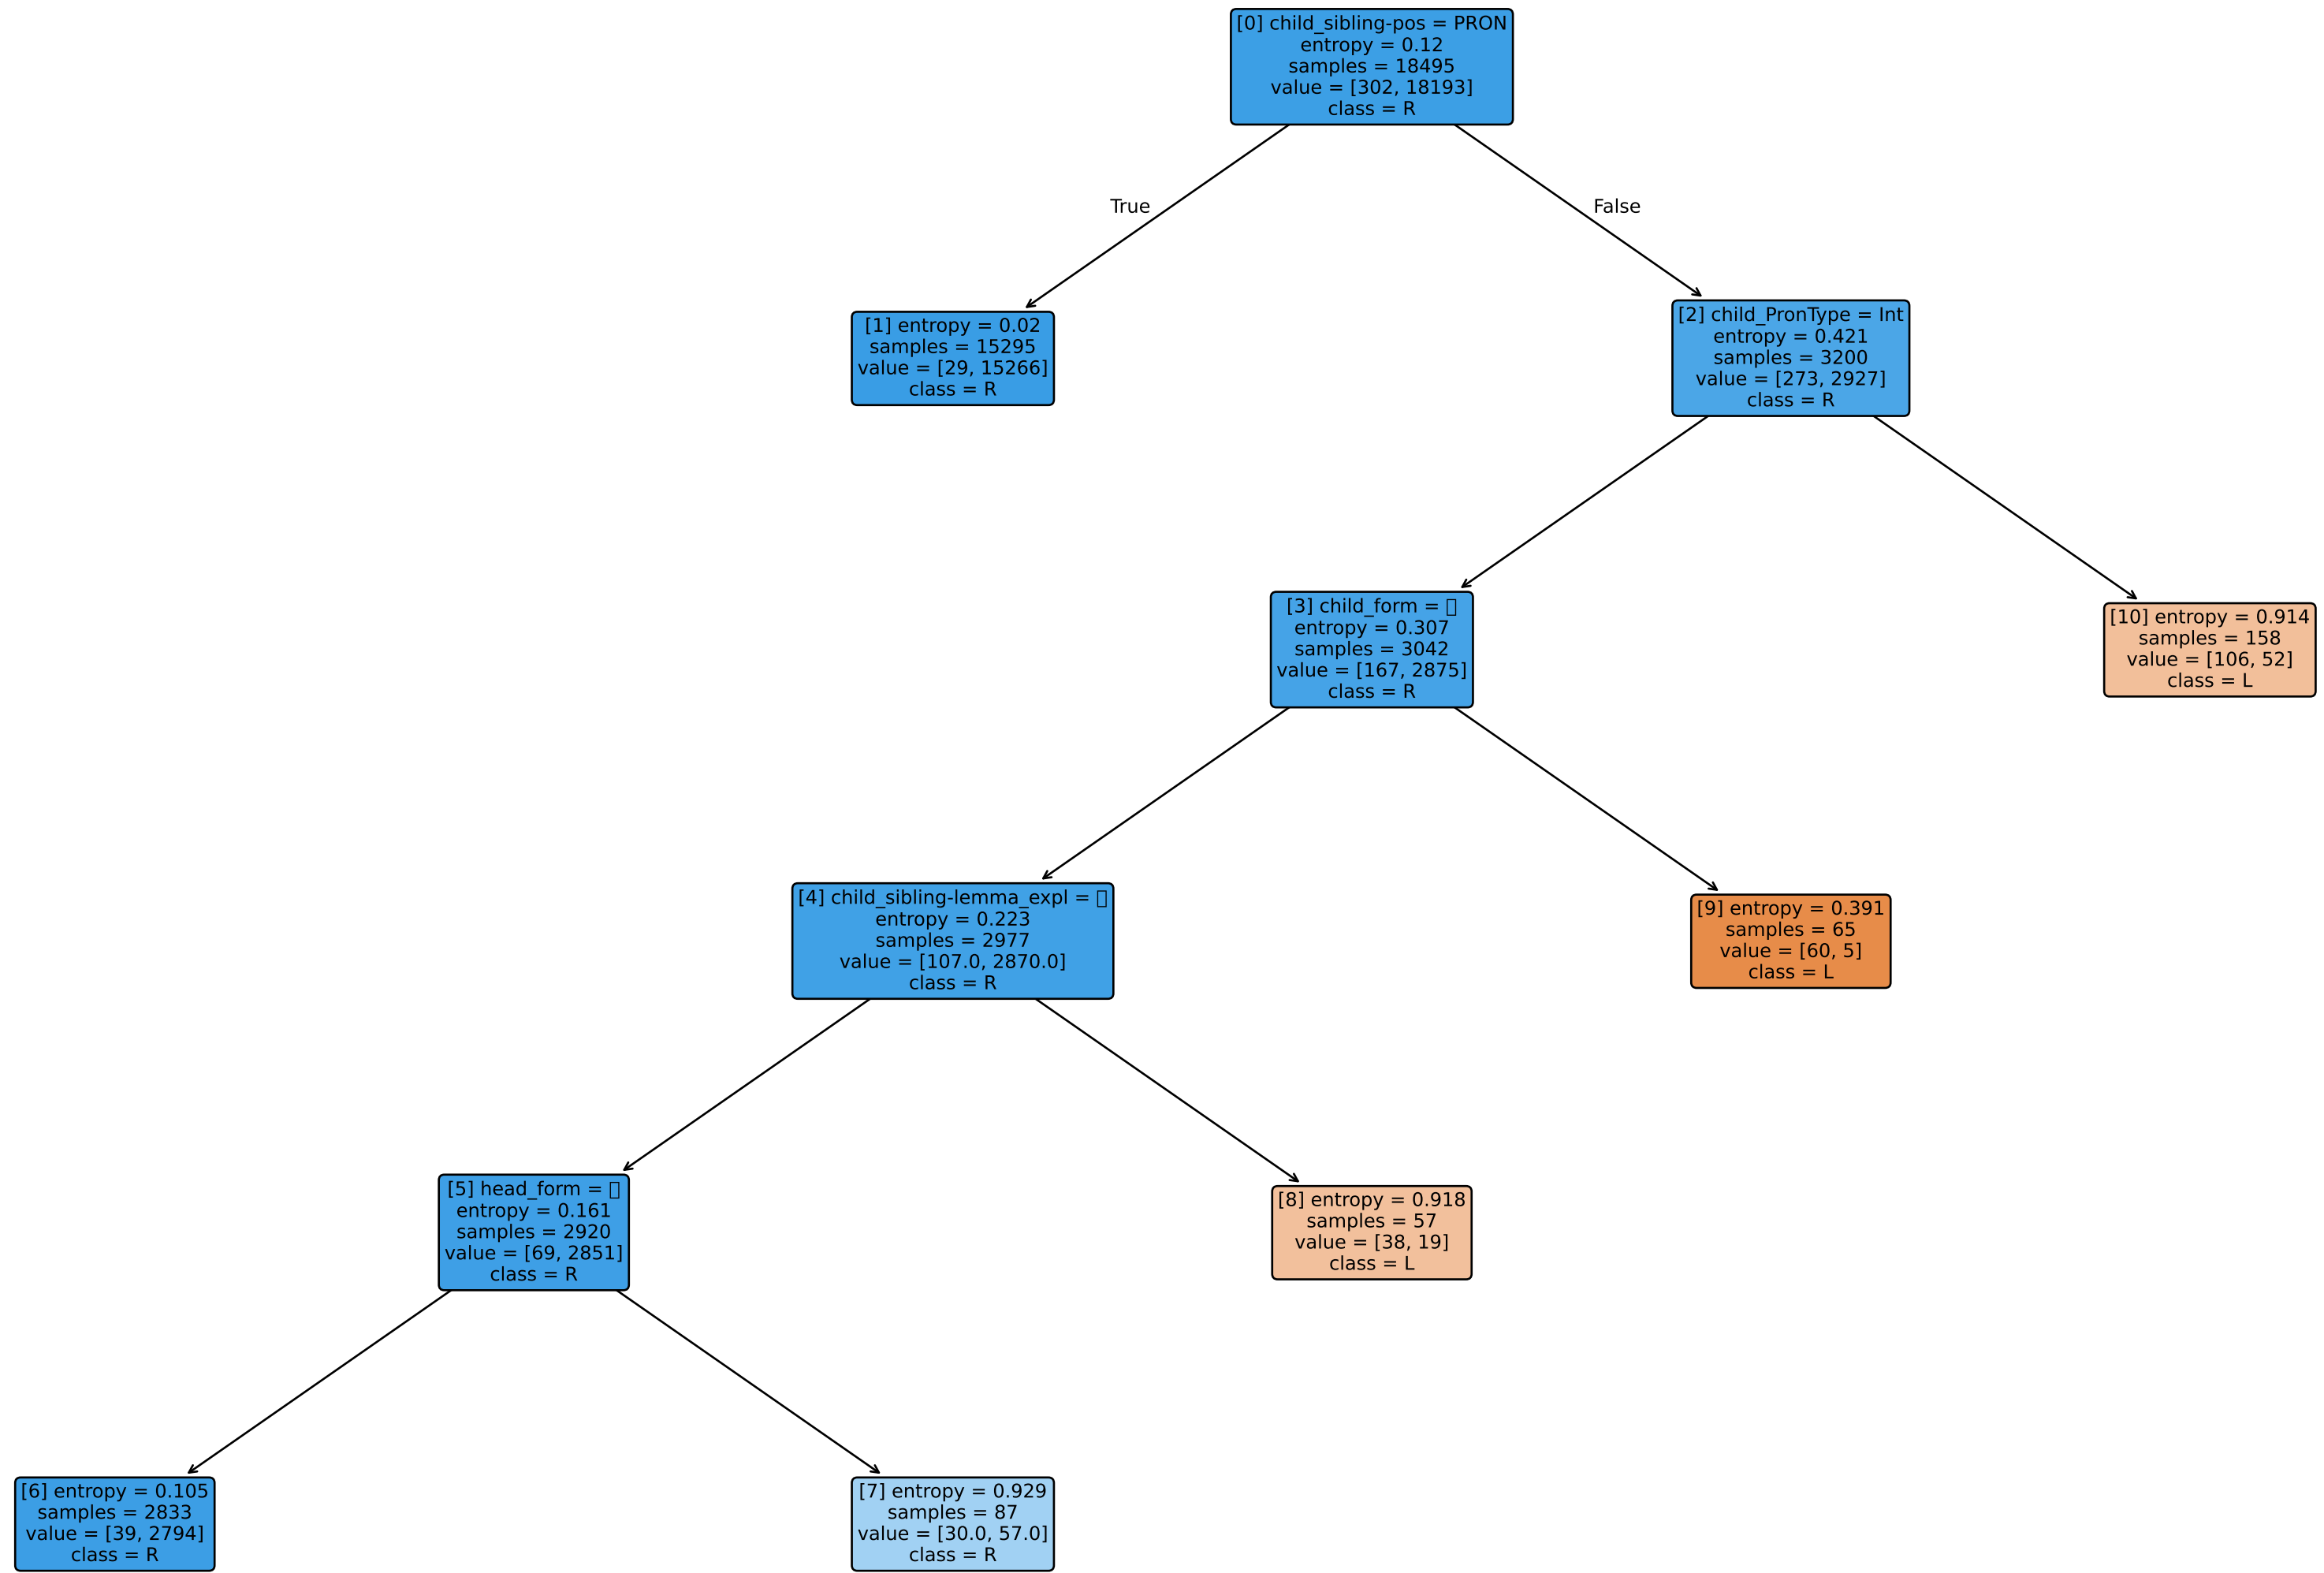 [0] child_sibling-pos = PRON
entropy = 0.12
samples = 18495
value = [302, 18193]
class = R
True
False
[1] entropy = 0.02
samples = 15295
value = [29, 15266]
class = R
[2] child_PronType = Int
entropy = 0.421
samples = 3200
value = [273, 2927]
class = R
[3] child_form = 
entropy = 0.307
samples = 3042
value = [167, 2875]
class = R
[10] entropy = 0.914
samples = 158
value = [106, 52]
class = L
[4] child_sibling-lemma_expl = 
entropy = 0.223
samples = 2977
value = [107.0, 2870.0]
class = R
[9] entropy = 0.391
samples = 65
value = [60, 5]
class = L
[5] head_form = 
entropy = 0.161
samples = 2920
value = [69, 2851]
class = R
[8] entropy = 0.918
samples = 57
value = [38, 19]
class = L
[6] entropy = 0.105
samples = 2833
value = [39, 2794]
class = R
[7] entropy = 0.929
samples = 87
value = [30.0, 57.0]
class = R